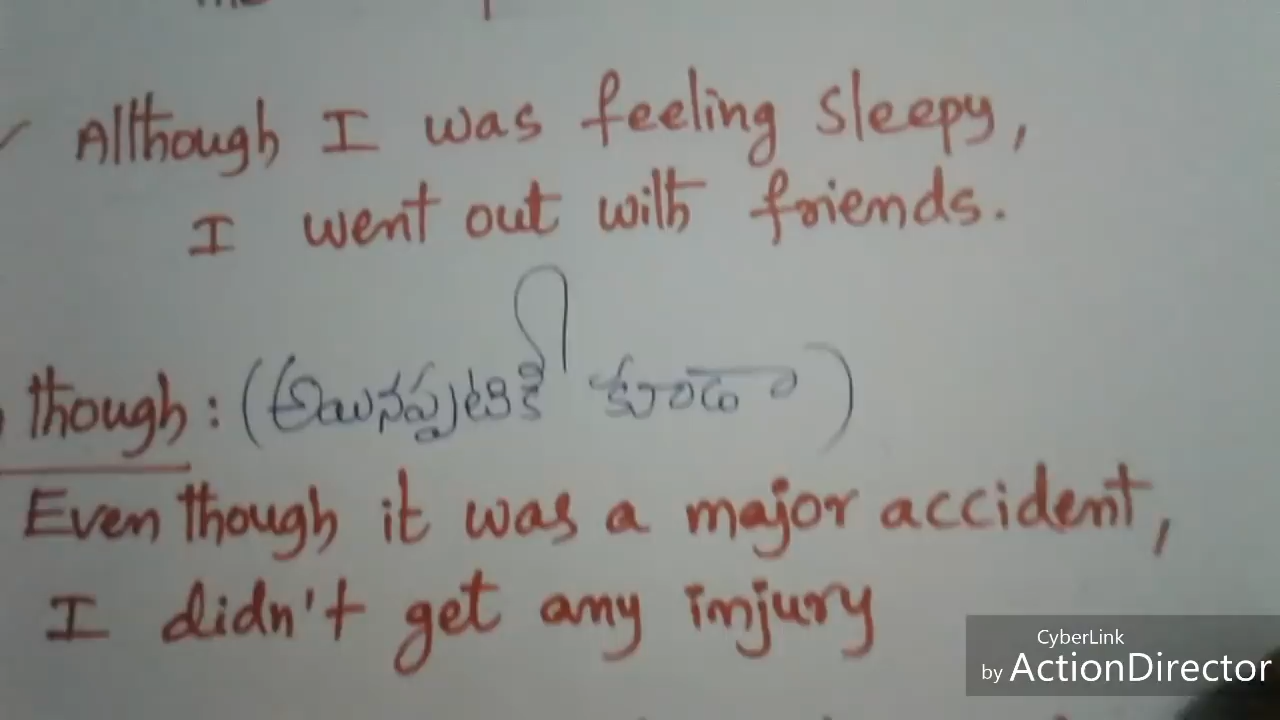 Although I was feeling sleepy,
I went out with friends.
though: (అయినప్పటికీ కూడా)
Even though it was a major accident,
I didn't get any injury
CyberLink
by ActionDirector